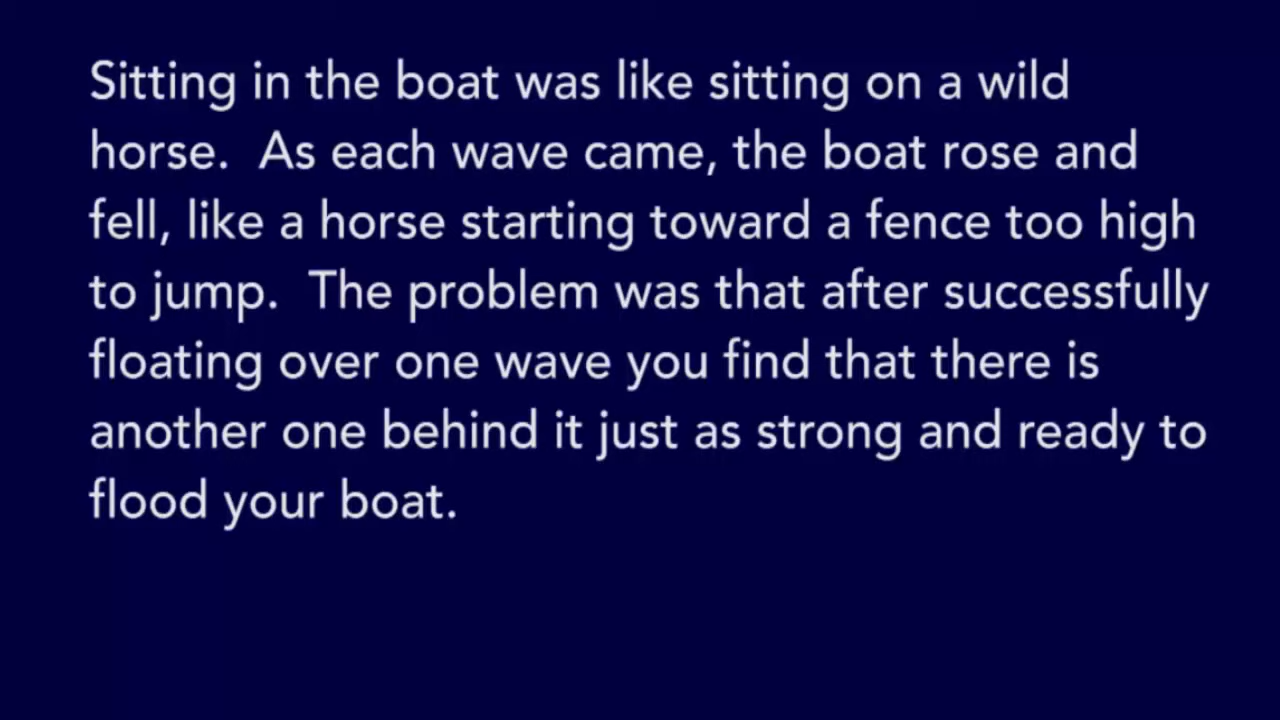 Sitting in the boat was like sitting on a wild
horse.  As each wave came, the boat rose and
fell, like a horse starting toward a fence too high
to jump.  The problem was that after successfully
floating over one wave you find that there is
another one behind it just as strong and ready to
flood your boat.